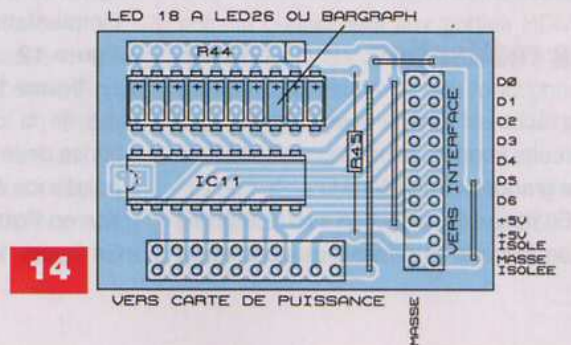 LED 18 A LED26 OU BARGRAPH
R44
R45
IC11
VERS INTERFACE
D0
D1
D2
D3
D4
D5
D6
+5V
+5V
ISOLE
MASSE
ISOLEE
14
VERS CARTE DE PUISSANCE
MASSE